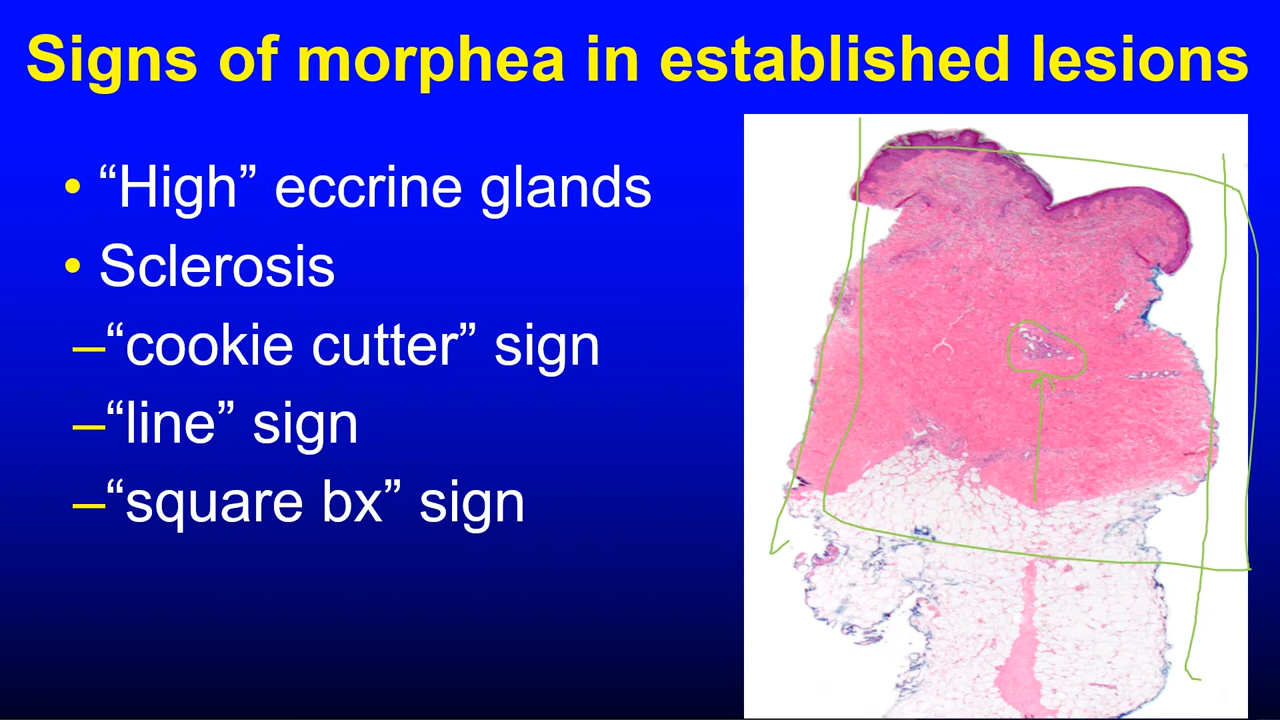 Signs of morphea in established lesions
• “High” eccrine glands
• Sclerosis
–“cookie cutter” sign
–“line” sign
–“square bx” sign